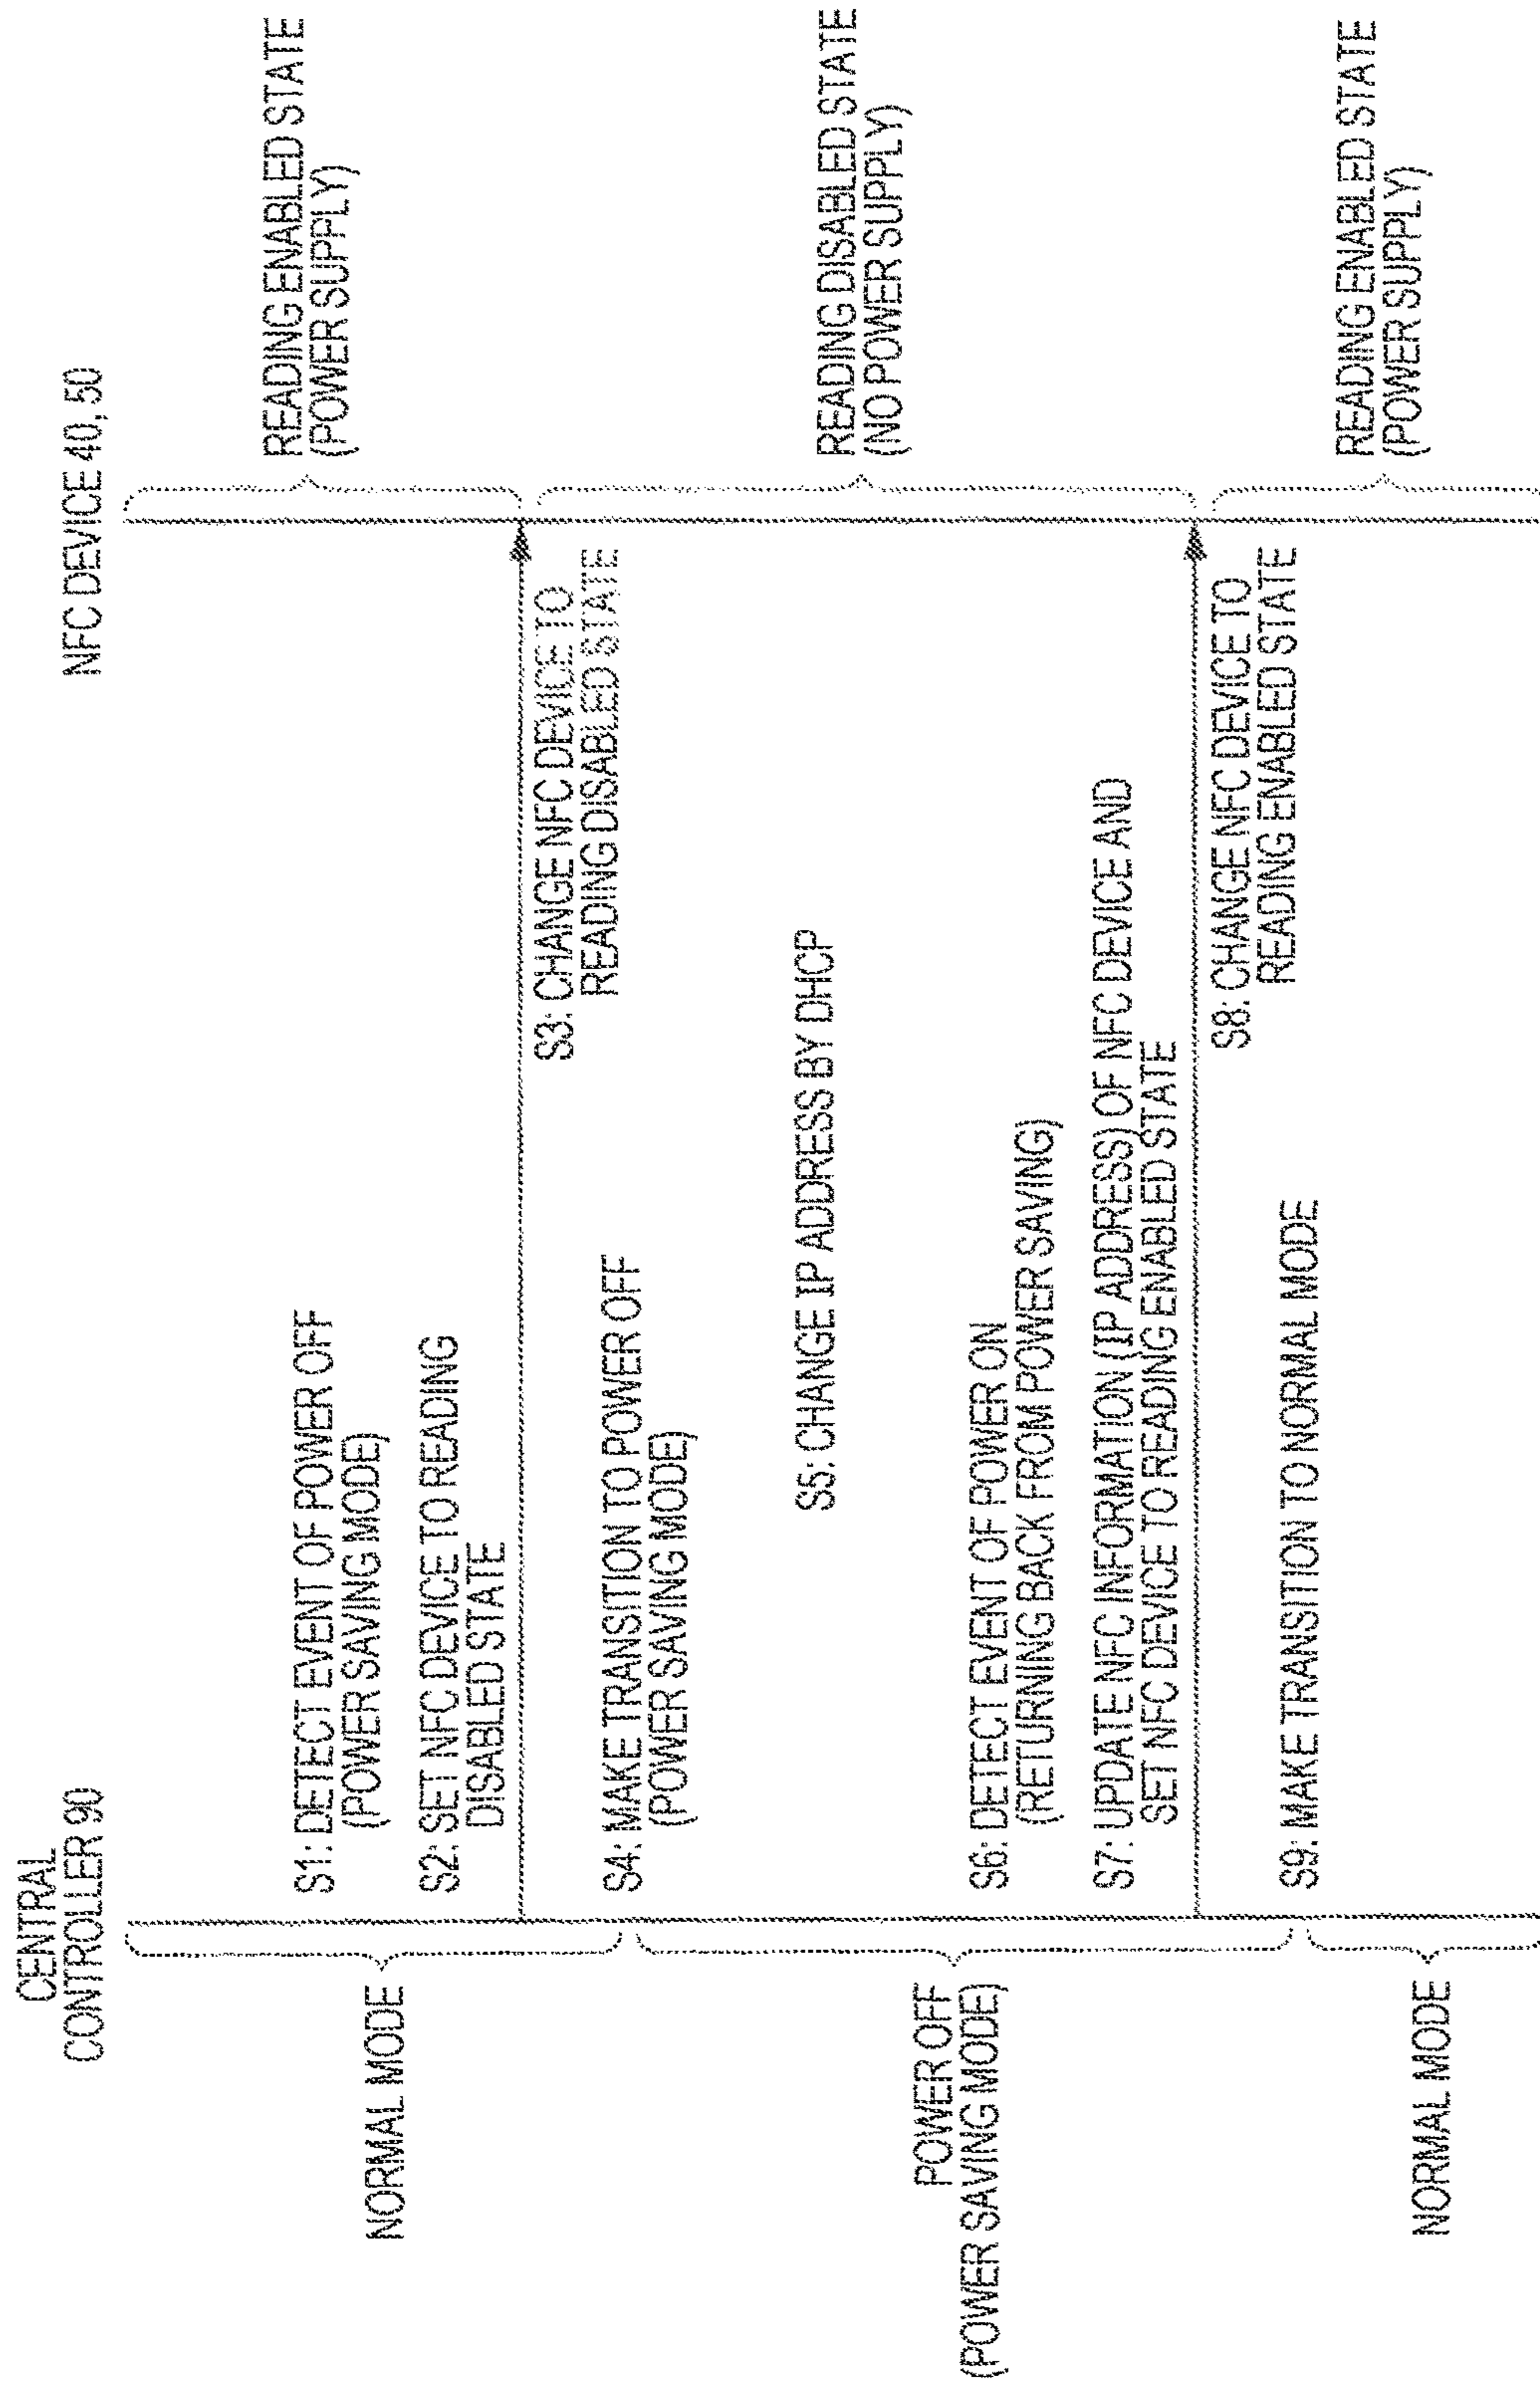 CENTRAL
CONTROLLER 90
NFC DEVICE 40, 50
NORMAL MODE
S1: DETECT EVENT OF POWER OFF
(POWER SAVING MODE)
READING ENABLED STATE
(POWER SUPPLY)
S2: SET NFC DEVICE TO READING
DISABLED STATE
S3: CHANGE NFC DEVICE TO
READING DISABLED STATE
S4: MAKE TRANSITION TO POWER OFF
(POWER SAVING MODE)
S5: CHANGE IP ADDRESS BY DHCP
READING DISABLED STATE
(NO POWER SUPPLY)
POWER OFF
(POWER SAVING MODE)
S6: DETECT EVENT OF POWER ON
(RETURNING BACK FROM POWER SAVING)
S7: UPDATE NFC INFORMATION (IP ADDRESS) OF NFC DEVICE AND
SET NFC DEVICE TO READING ENABLED STATE
S8: CHANGE NFC DEVICE TO
READING ENABLED STATE
S9: MAKE TRANSITION TO NORMAL MODE
READING ENABLED STATE
(POWER SUPPLY)
NORMAL MODE